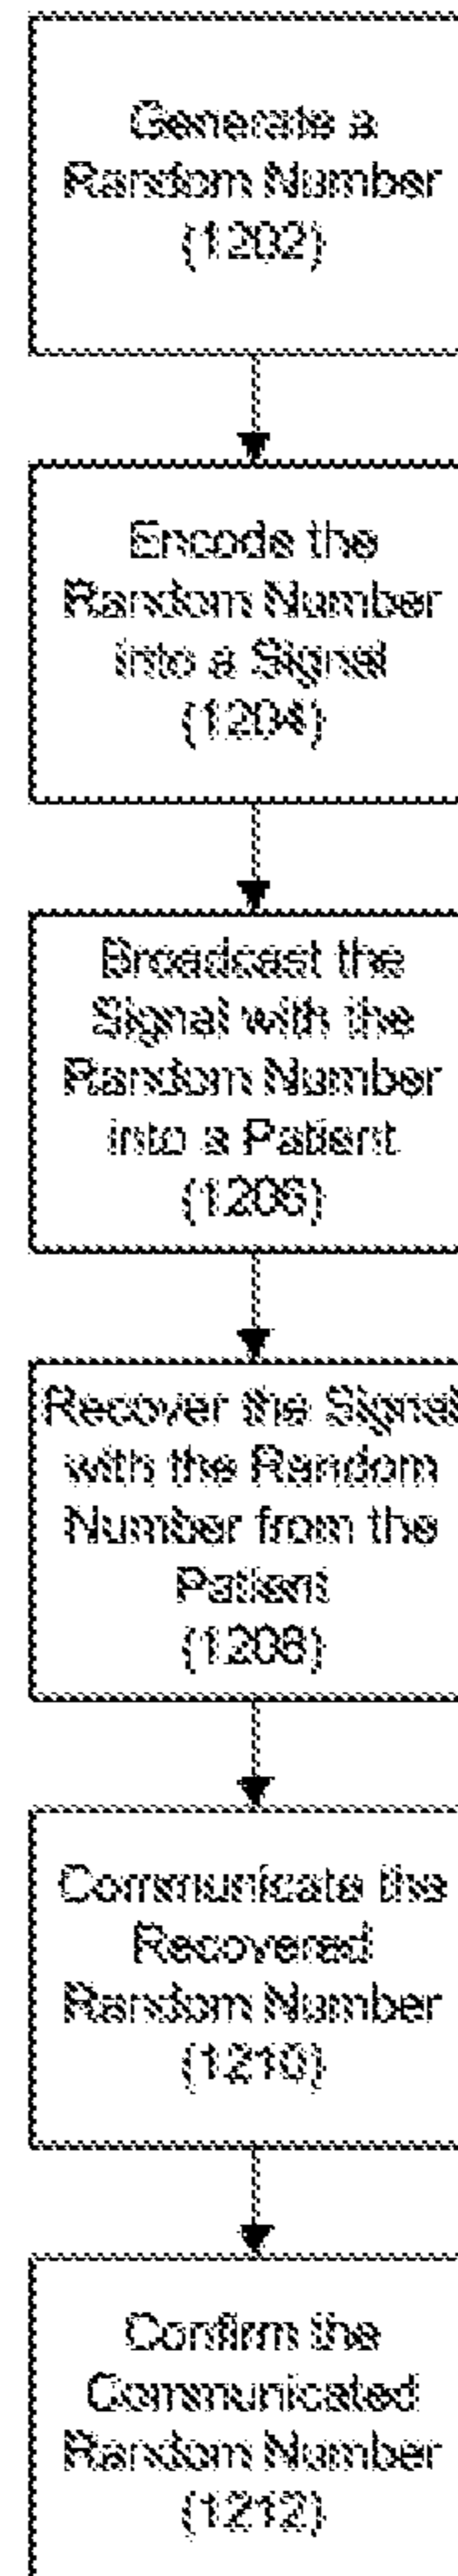 Generate a
Random Number
(1202)
Encode the
Random Number
into a Signal
(1204)
Broadcast the
Signal with the
Random Number
into a Patient
(1206)
Recover the Signal
with the Random
Number from the
Patient
(1208)
Communicate the
Recovered
Random Number
(1210)
Confirm the
Communicated
Random Number
(1212)